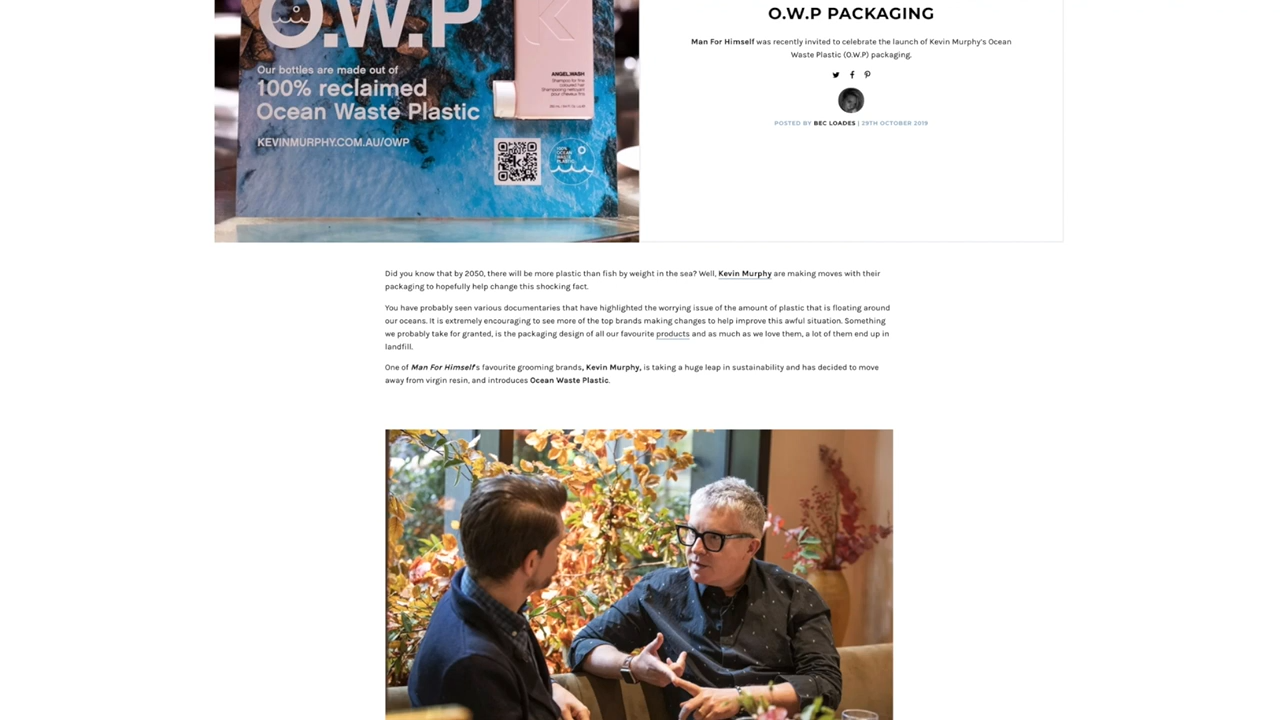 O.W.P
Our bottles are made out of
100% reclaimed
Ocean Waste Plastic
KEVINMURPHY.COM.AU/OWP
ANGEL.WASH
O.W.P PACKAGING
Man For Himself was recently invited to celebrate the launch of Kevin Murphy's Ocean
Waste Plastic (O.W.P) packaging.
POSTED BY BEC LOADES | 29TH OCTOBER 2019
Did you know that by 2050, there will be more plastic than fish by weight in the sea? Well, Kevin Murphy are making moves with their
packaging to hopefully help change this shocking fact.
You have probably seen various documentaries that have highlighted the worrying issue of the amount of plastic that is floating around
our oceans. It is extremely encouraging to see more of the top brands making changes to help improve this awful situation. Something
we probably take for granted, is the packaging design of all our favourite products and as much as we love them, a lot of them end up in
landfill.
One of Man For Himself's favourite grooming brands, Kevin Murphy, is taking a huge leap in sustainability and has decided to move
away from virgin resin, and introduces Ocean Waste Plastic.